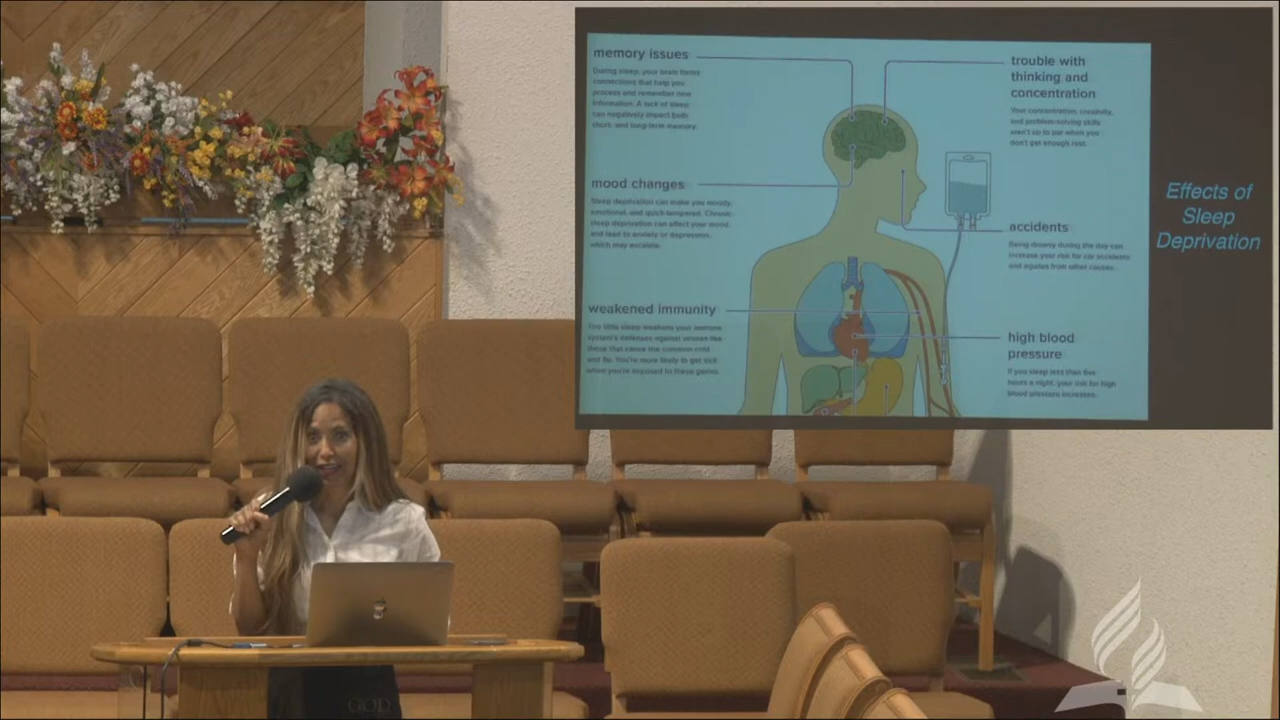 memory issues
During sleep, your brain forms
connections that help you
process and remember new
information. A lack of sleep
can negatively impact both
short- and long-term memory.
trouble with
thinking and
concentration
Your concentration, creativity,
and problem-solving skills
aren't up to par when you
don't get enough rest.
mood changes
Sleep deprivation can make you moody,
emotional, and quick-tempered. Chronic
sleep deprivation can affect your mood
and lead to anxiety or depression,
which may escalate.
accidents
Being drowsy during the day can
increase your risk for car accidents
and injuries from other causes.
weakened immunity
Too little sleep weakens your immune
system's defenses against viruses like
those that cause the common cold
and flu. You're more likely to get sick
when you're exposed to these germs.
high blood
pressure
If you sleep less than five
hours a night, your risk for high
blood pressure increases.
Effects of
Sleep
Deprivation
GOD